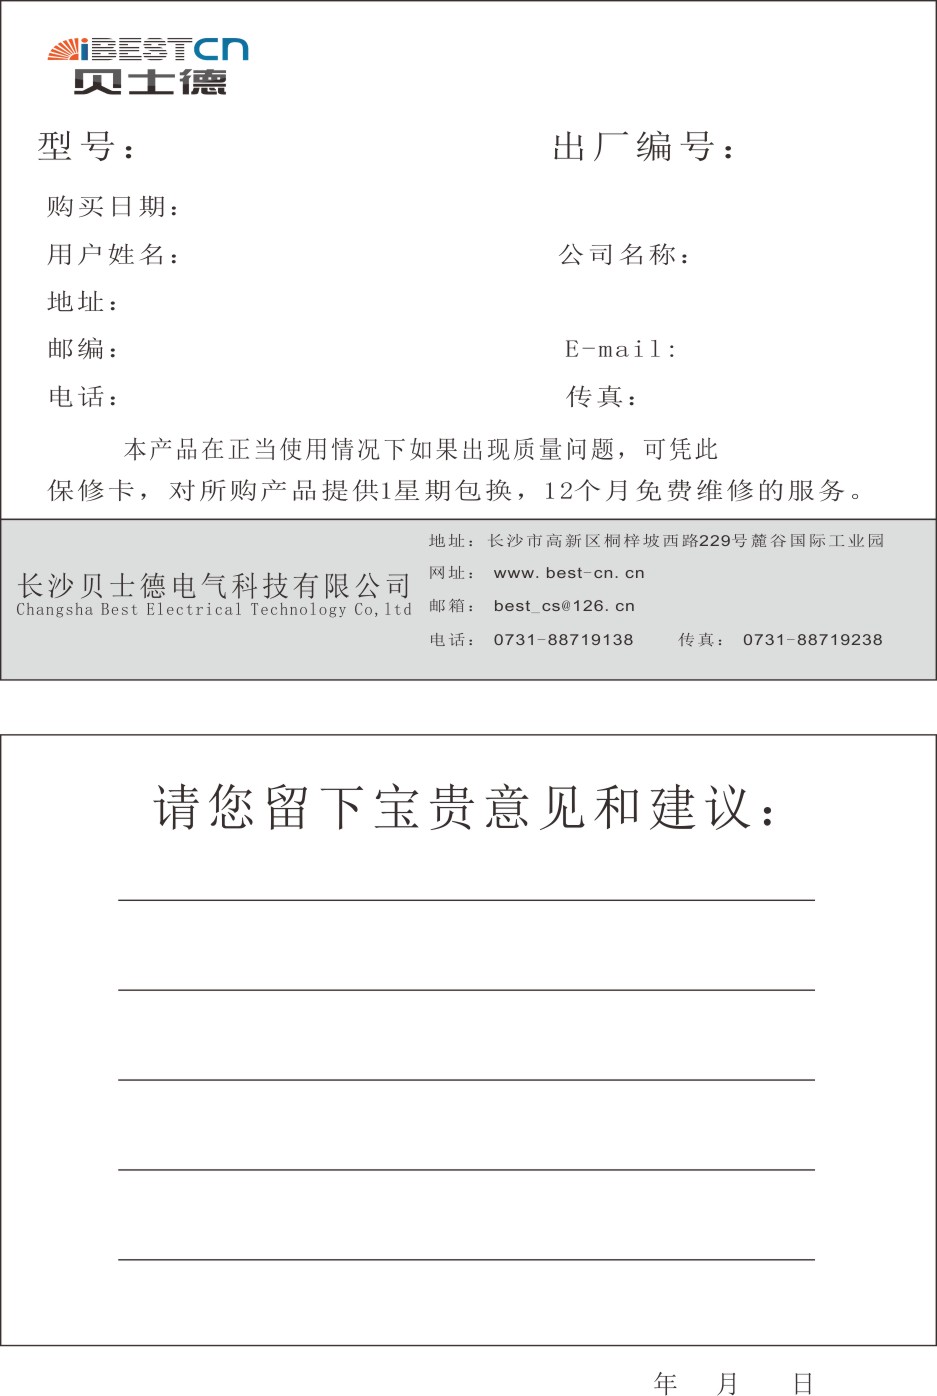 iBESTCN
贝士德
型号： 出厂编号：
购买日期：
用户姓名： 公司名称：
地址：
邮编： E-mail:
电话： 传真：
本产品在正当使用情况下如果出现质量问题，可凭此
保修卡，对所购产品提供1星期包换，12个月免费维修的服务。
长沙贝士德电气科技有限公司
Changsha Best Electrical Technology Co,ltd
地址：长沙市高新区桐梓坡西路229号麓谷国际工业园
网址： www.best-cn.cn
邮箱： best_cs@126.cn
电话： 0731-88719138 传真： 0731-88719238
请您留下宝贵意见和建议：
年 月 日